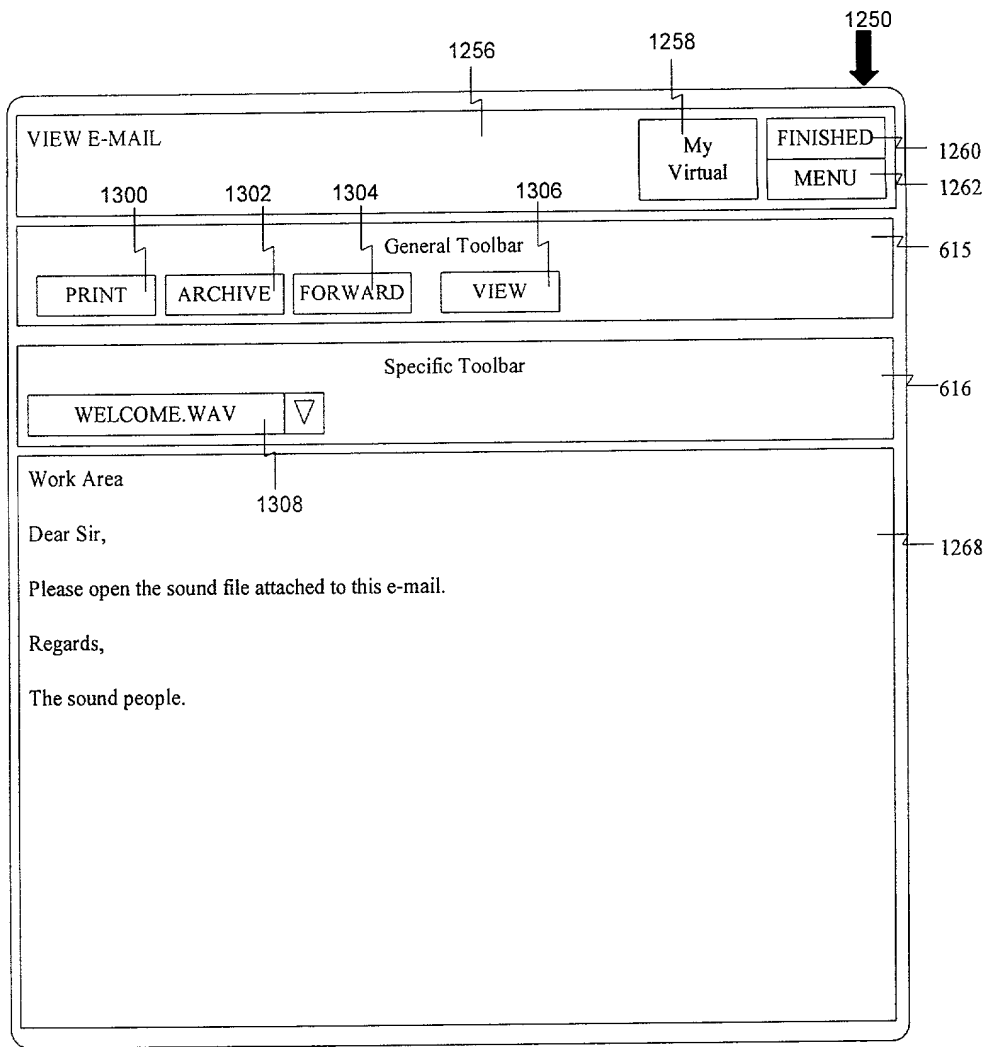 1250
1256
1258
VIEW E-MAIL
My
Virtual
FINISHED
1260
MENU
1262
1300
1302
1304
1306
General Toolbar
615
PRINT
ARCHIVE
FORWARD
VIEW
Specific Toolbar
616
WELCOME.WAV
Work Area
1308
Dear Sir,
1268
Please open the sound file attached to this e-mail.
Regards,
The sound people.